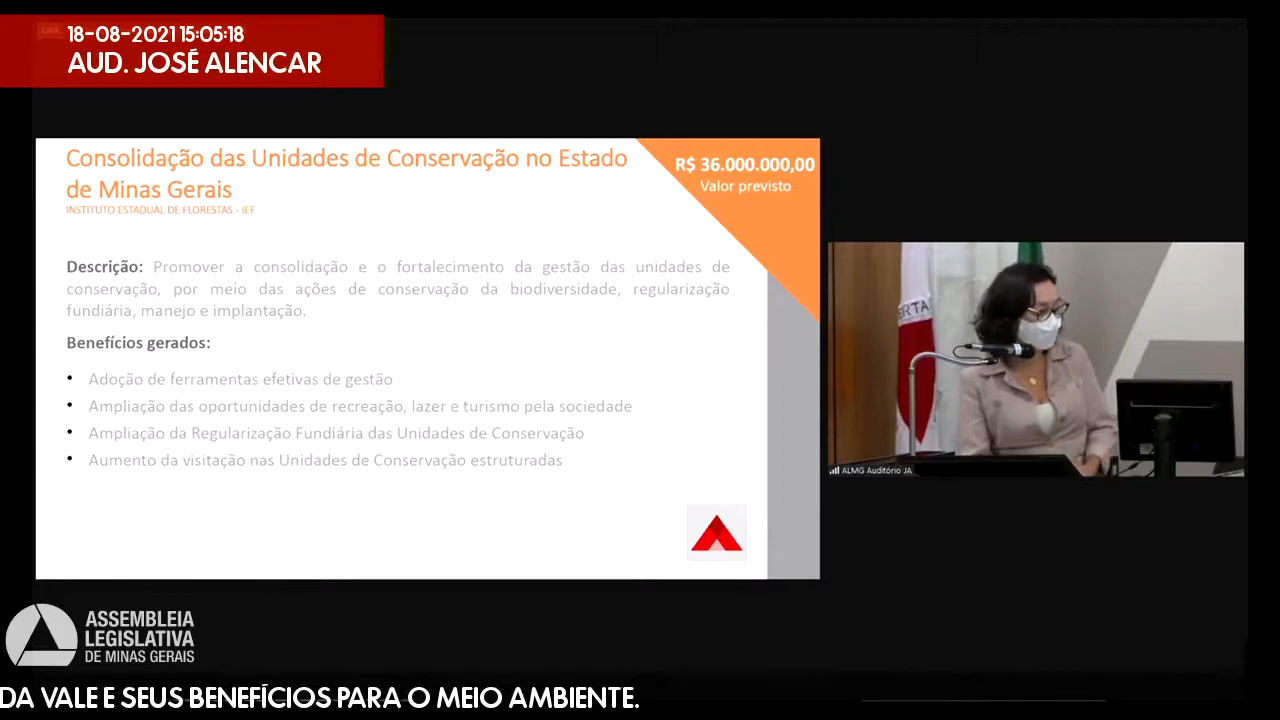 18-08-2021 15:05:18
AUD. JOSÉ ALENCAR
Consolidação das Unidades de Conservação no Estado
de Minas Gerais
INSTITUTO ESTADUAL DE FLORESTAS - IEF
R$ 36.000.000,00
Valor previsto
Descrição: Promover a consolidação e o fortalecimento da gestão das unidades de
conservação, por meio das ações de conservação da biodiversidade, regularização
fundiária, manejo e implantação.
Benefícios gerados:
• Adoção de ferramentas efetivas de gestão
• Ampliação das oportunidades de recreação, lazer e turismo pela sociedade
• Ampliação da Regularização Fundiária das Unidades de Conservação
• Aumento da visitação nas Unidades de Conservação estruturadas
ERTA
ALMG Auditório JA
ASSEMBLEIA
LEGISLATIVA
DE MINAS GERAIS
DA VALE E SEUS BENEFÍCIOS PARA O MEIO AMBIENTE.